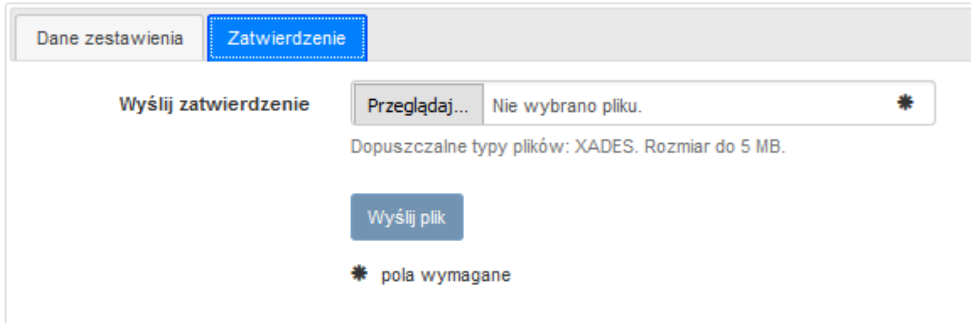 Dane zestawienia Zatwierdzenie
Wyślij zatwierdzenie Przeglądaj... Nie wybrano pliku. ✱
Dopuszczalne typy plików: XADES. Rozmiar do 5 MB.
Wyślij plik
✱ pola wymagane